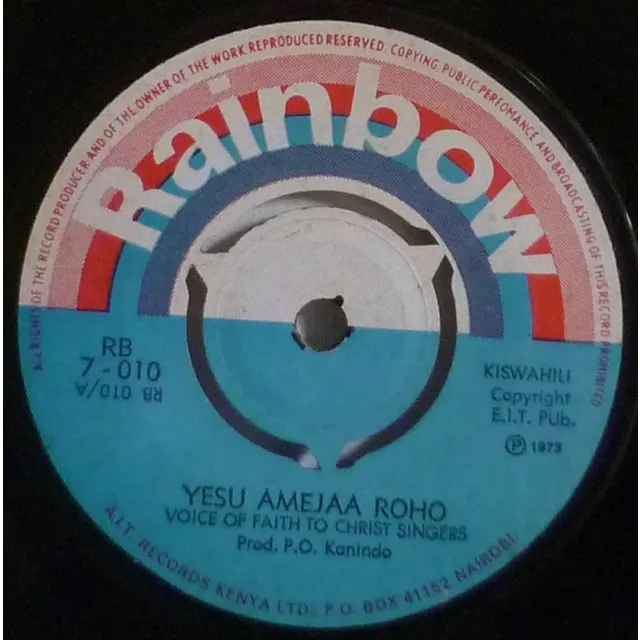 ALL RIGHTS OF THE RECORD PRODUCER AND OF THE OWNER OF THE WORK REPRODUCED RESERVED. COPYING PUBLIC PERFOMANCE AND BROADCASTING OF THIS RECORD PROHIBITED
Rainbow
RB
7-010
RB 010/A
KISWAHILI
Copyright
E.I.T. PUb.
Ⓟ 1973
YESU AMEJAA ROHO
VOICE OF FAITH TO CHRIST SINGERS
Prod. P.O. Kanindo
A.I.T. RECORDS KENYA LTD., P.O. BOX 41152 NAIROBI.